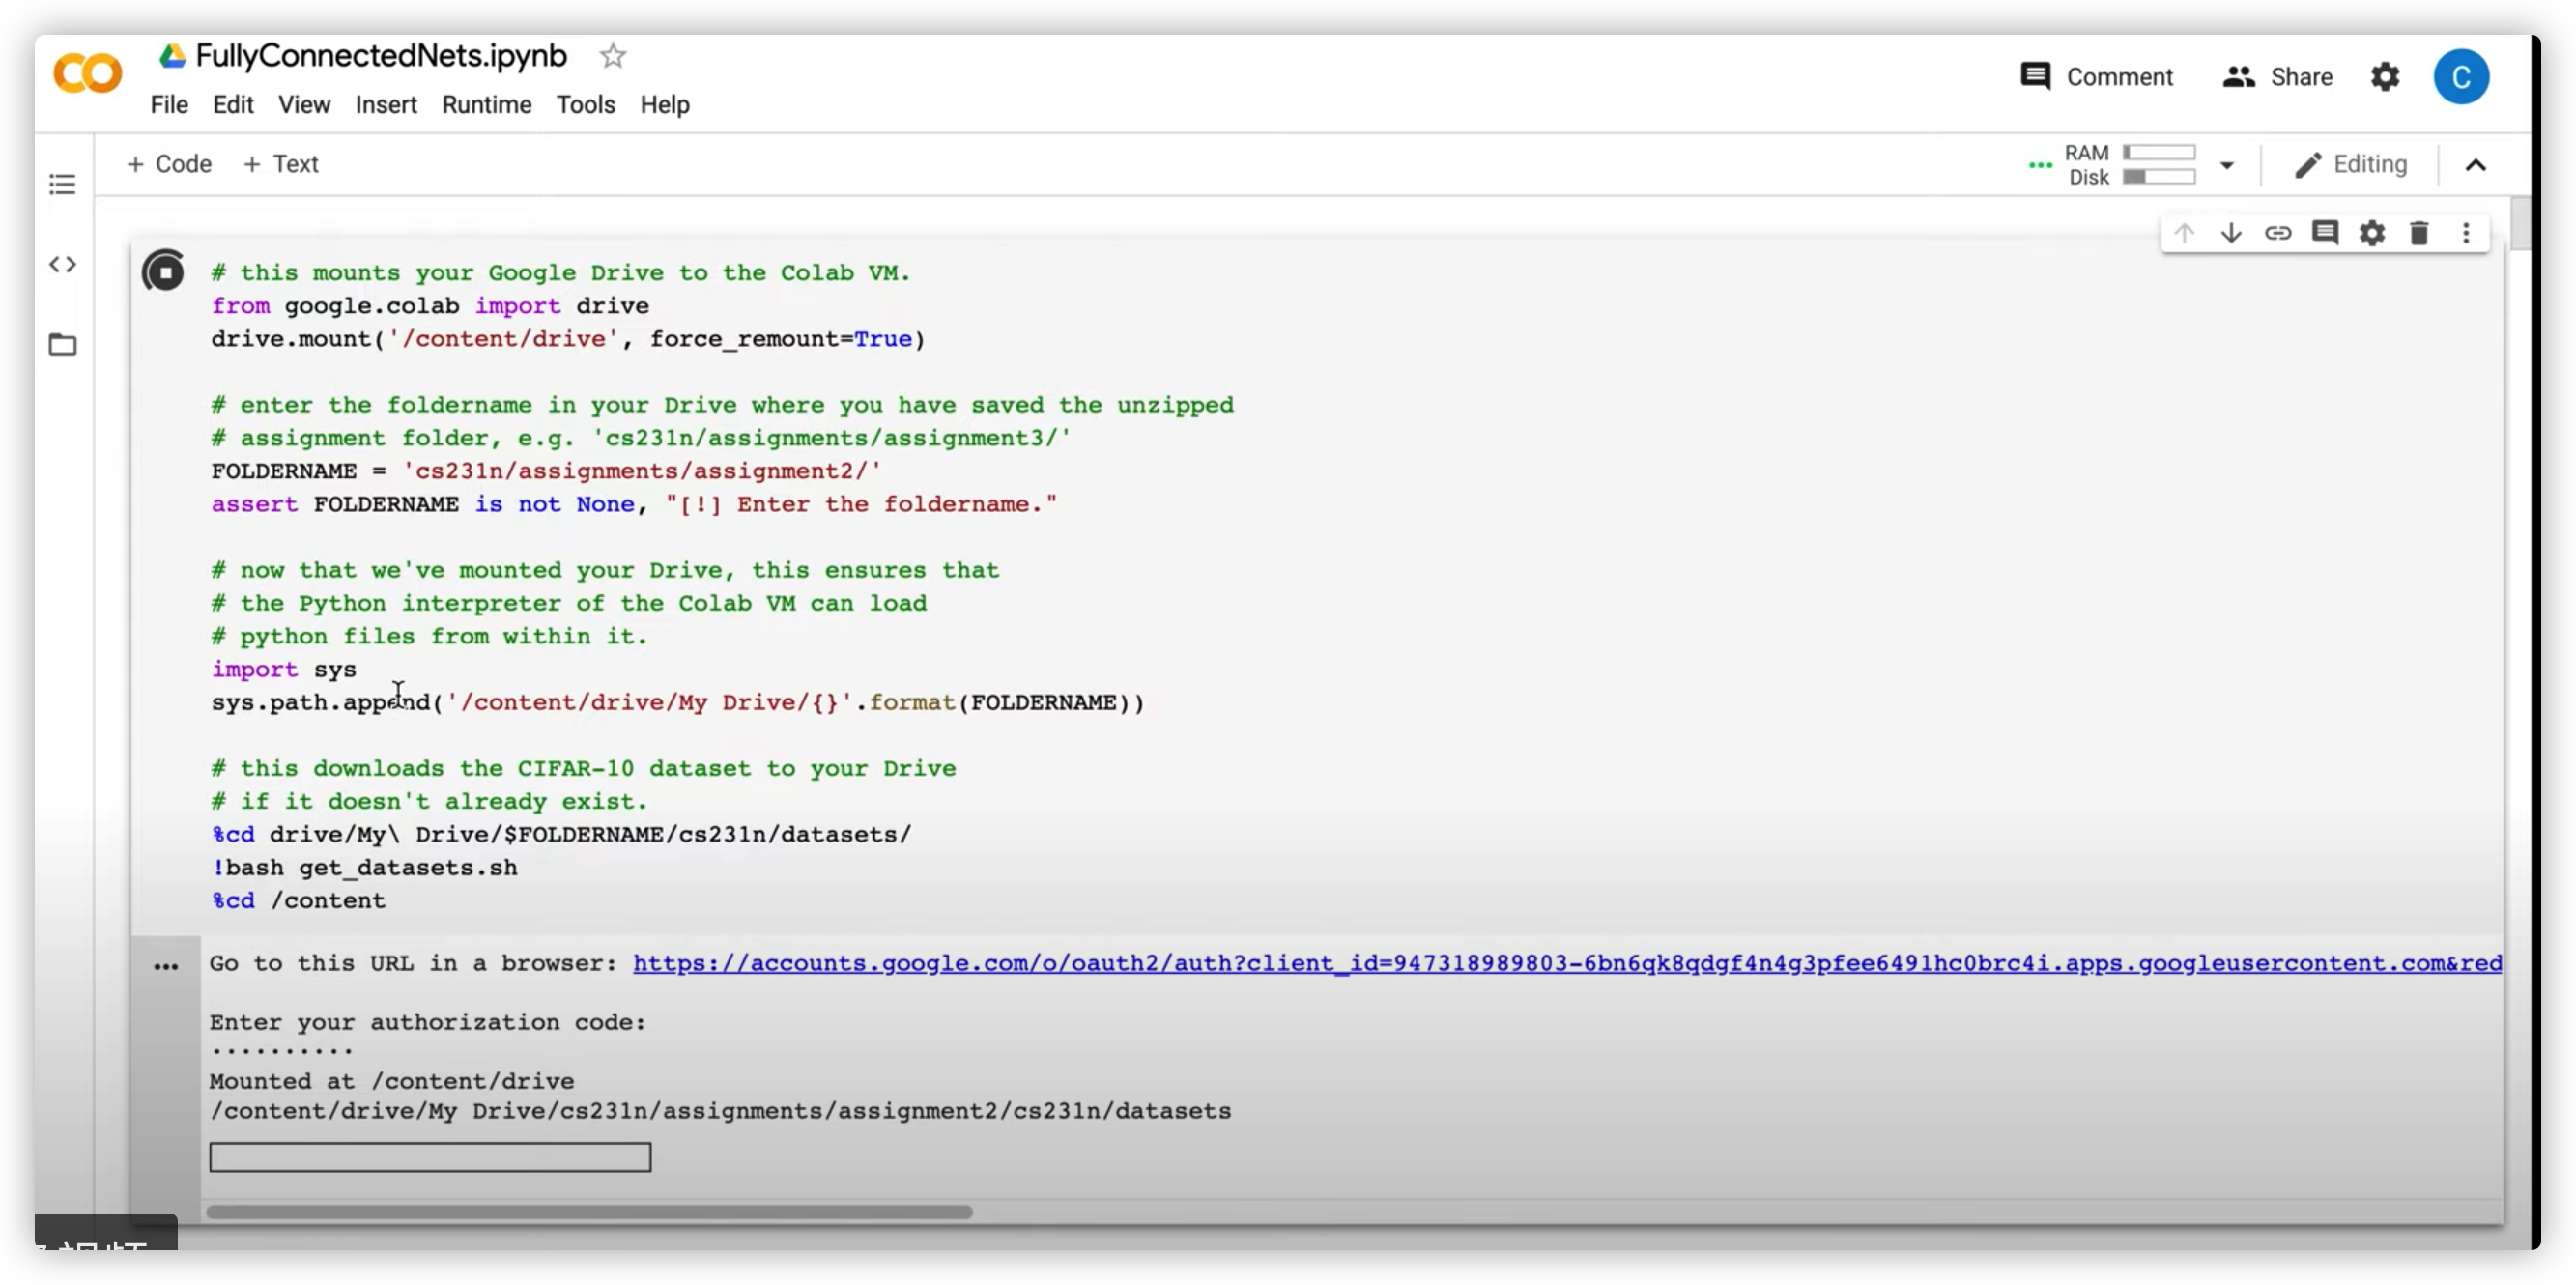 FullyConnectedNets.ipynb
File Edit View Insert Runtime Tools Help
Comment Share C
+ Code + Text
RAM
Disk
Editing
# this mounts your Google Drive to the Colab VM.
from google.colab import drive
drive.mount('/content/drive', force_remount=True)
# enter the foldername in your Drive where you have saved the unzipped
# assignment folder, e.g. 'cs231n/assignments/assignment3/'
FOLDERNAME = 'cs231n/assignments/assignment2/'
assert FOLDERNAME is not None, "[!] Enter the foldername."
# now that we've mounted your Drive, this ensures that
# the Python interpreter of the Colab VM can load
# python files from within it.
import sys
sys.path.append('/content/drive/My Drive/{}'.format(FOLDERNAME))
# this downloads the CIFAR-10 dataset to your Drive
# if it doesn't already exist.
%cd drive/My\ Drive/$FOLDERNAME/cs231n/datasets/
!bash get_datasets.sh
%cd /content
Go to this URL in a browser: https://accounts.google.com/o/oauth2/auth?client_id=947318989803-6bn6qk8qdgf4n4g3pfee6491hc0brc4i.apps.googleusercontent.com&red
Enter your authorization code:
··········
Mounted at /content/drive
/content/drive/My Drive/cs231n/assignments/assignment2/cs231n/datasets